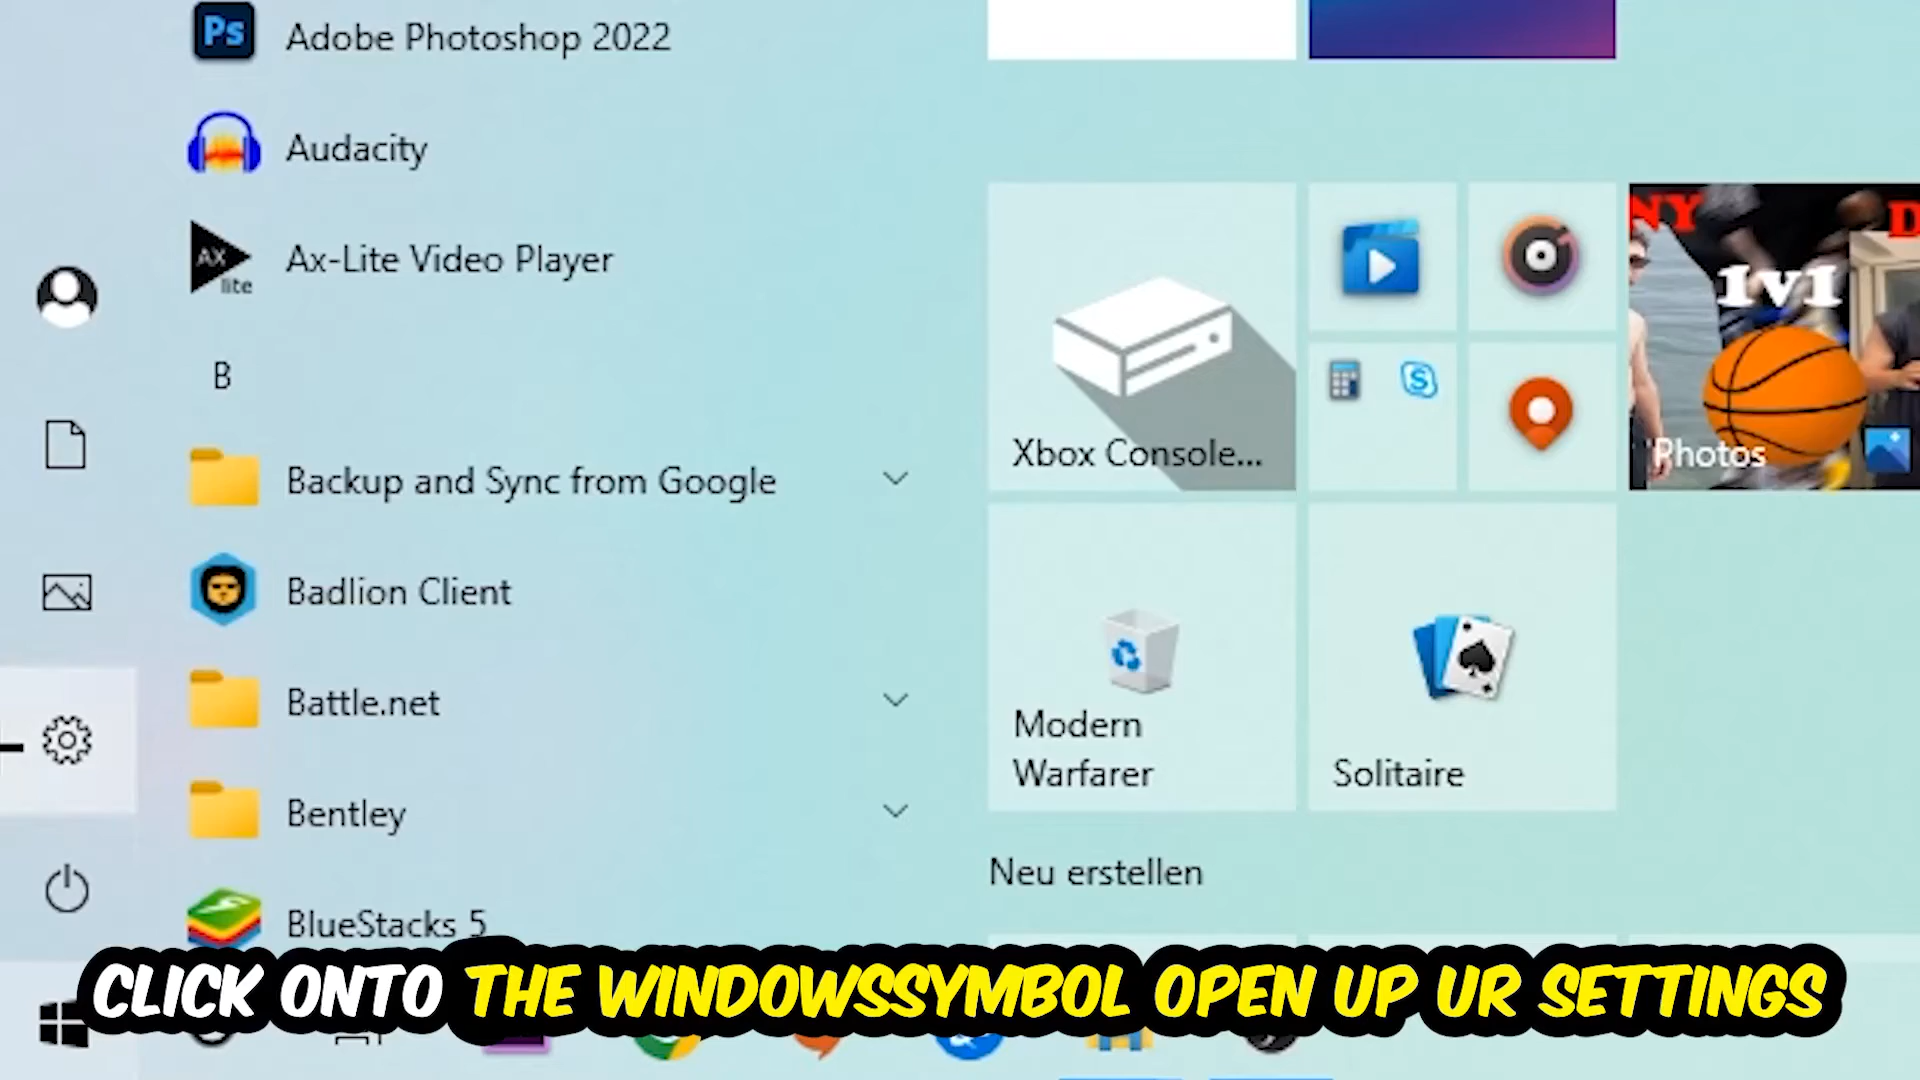 Ps
Adobe Photoshop 2022
Audacity
AX
lite
Ax-Lite Video Player
B
Backup and Sync from Google
Badlion Client
Battle.net
Bentley
BlueStacks 5
Xbox Console...
S
NY
D
1v1
Photos
Modern
Warfarer
Solitaire
Neu erstellen
CLICK ONTO THE WINDOWSSYMBOL OPEN UP UR SETTINGS